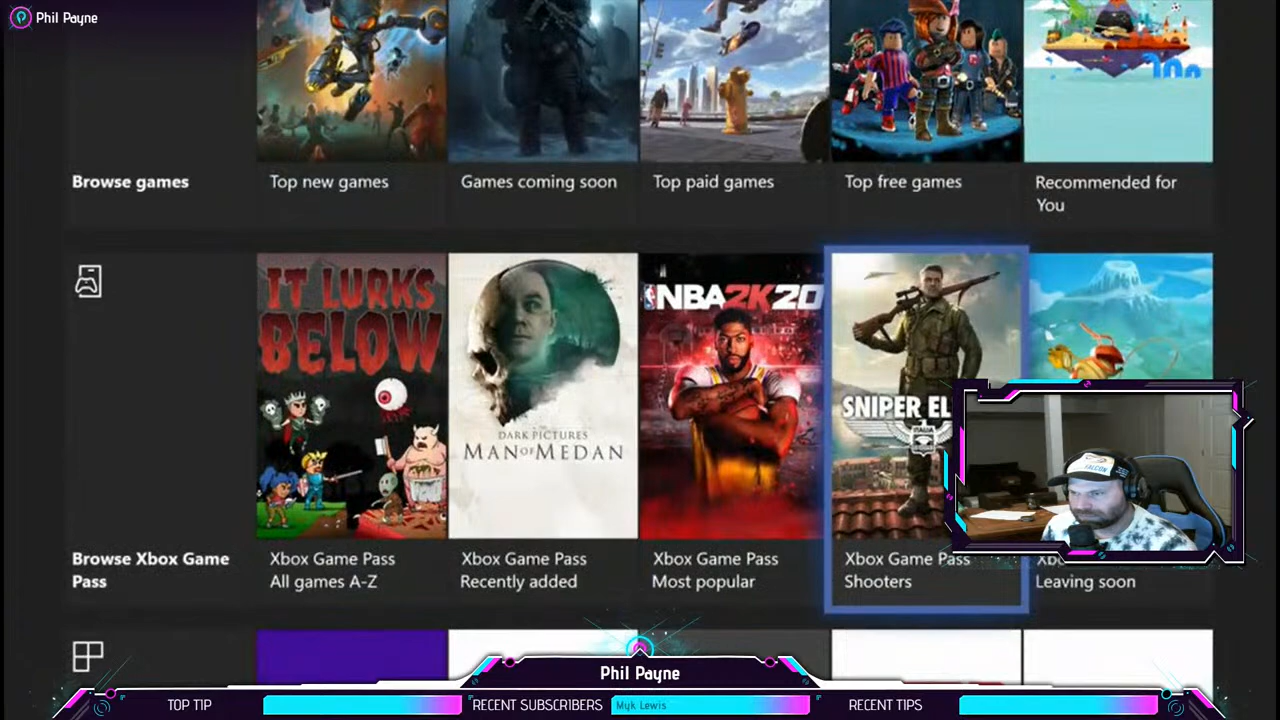 Phil Payne
Browse games
Top new games
Games coming soon
Top paid games
Top free games
Recommended for
You
IT LURKS
BELOW
DARK PICTURES
MAN OF MEDAN
NBA2K20
SNIPER EL
ITALIA
FALCON
Browse Xbox Game
Pass
Xbox Game Pass
All games A-Z
Xbox Game Pass
Recently added
Xbox Game Pass
Most popular
Xbox Game Pass
Shooters
Xb
Leaving soon
Phil Payne
TOP TIP
RECENT SUBSCRIBERS
Myk Lewis
RECENT TIPS